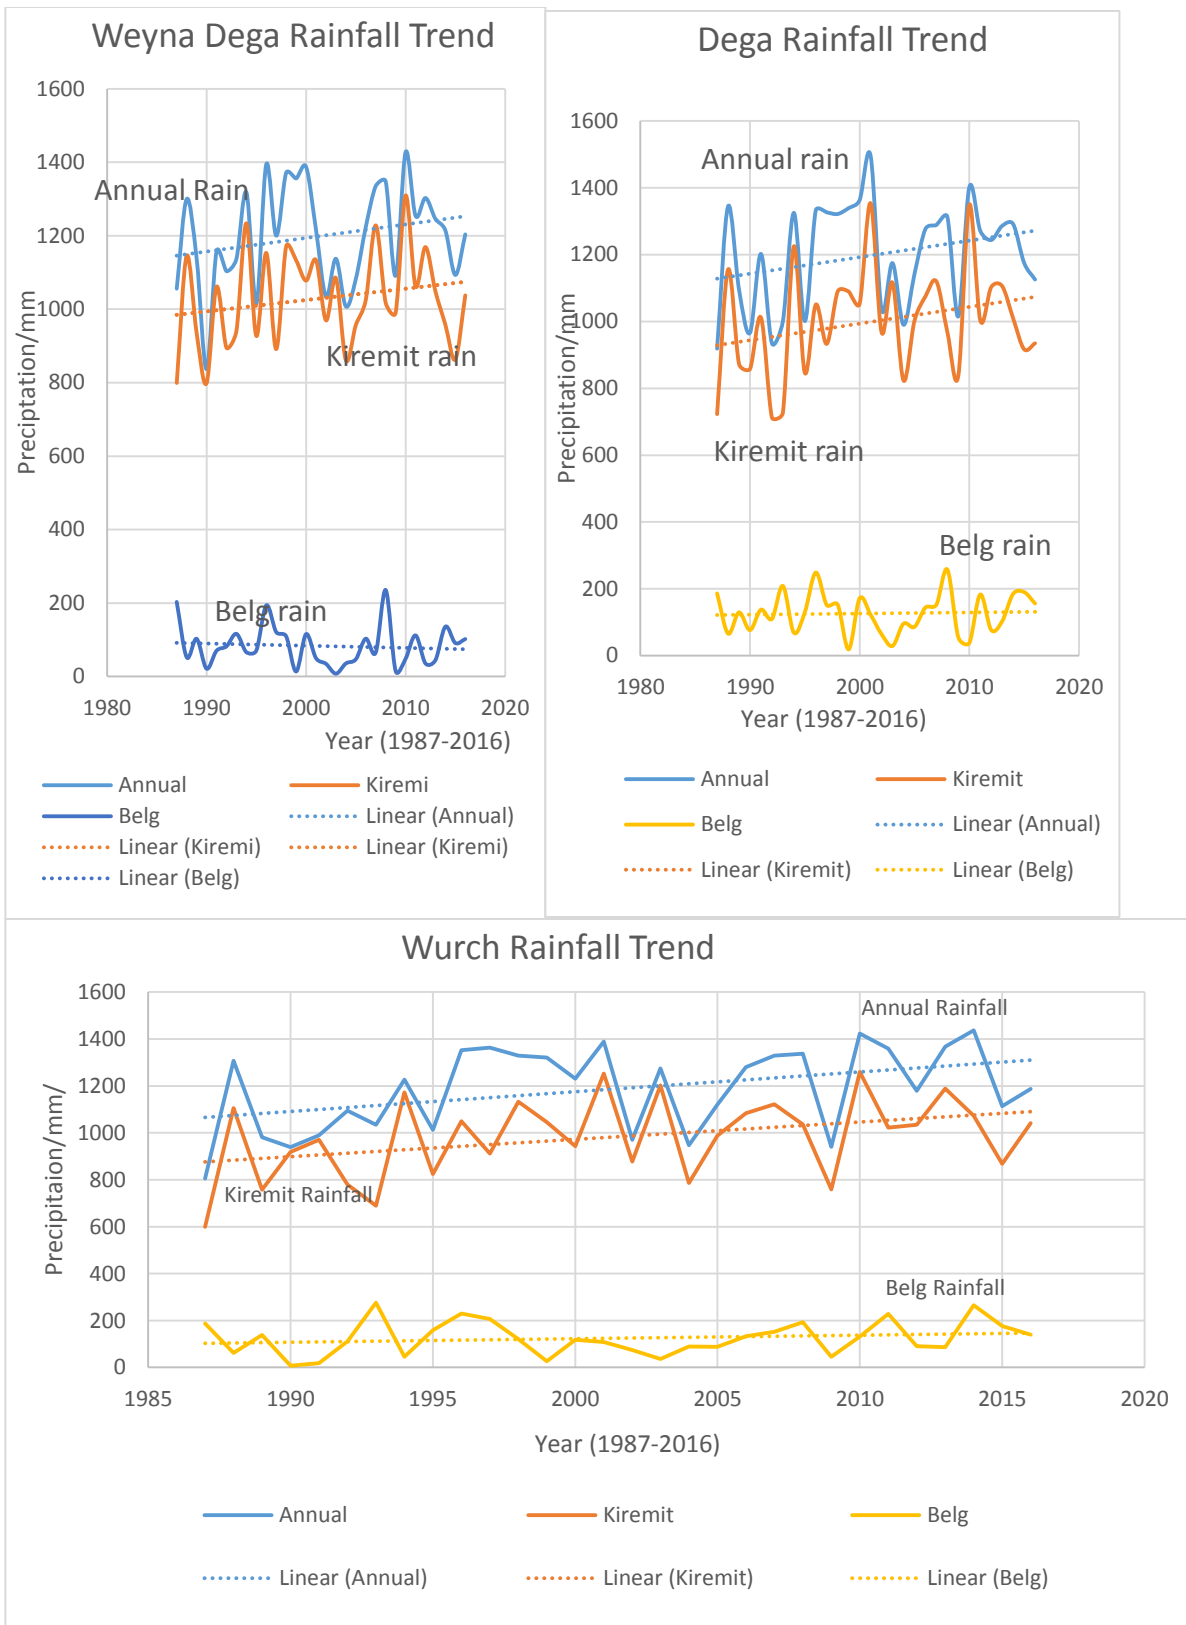 Weyna Dega Rainfall Trend
Preciptation/mm
1600
1400
1200
1000
800
600
400
200
0
Annual Rain
Kiremit rain
Belg rain
1980 1990 2000 2010 2020
Year (1987-2016)
Annual Kiremi
Belg Linear (Annual)
Linear (Kiremi) Linear (Kiremi)
Linear (Belg)
Dega Rainfall Trend
Precipitation/mm
1600
1400
1200
1000
800
600
400
200
0
Annual rain
Kiremit rain
Belg rain
1980 1990 2000 2010 2020
Year (1987-2016)
Annual Kiremit
Belg Linear (Annual)
Linear (Kiremit) Linear (Belg)
Wurch Rainfall Trend
Precipitaion/mm/
1600
1400
1200
1000
800
600
400
200
0
Annual Rainfall
Kiremit Rainfall
Belg Rainfall
1985 1990 1995 2000 2005 2010 2015 2020
Year (1987-2016)
Annual Kiremit Belg
Linear (Annual) Linear (Kiremit) Linear (Belg)